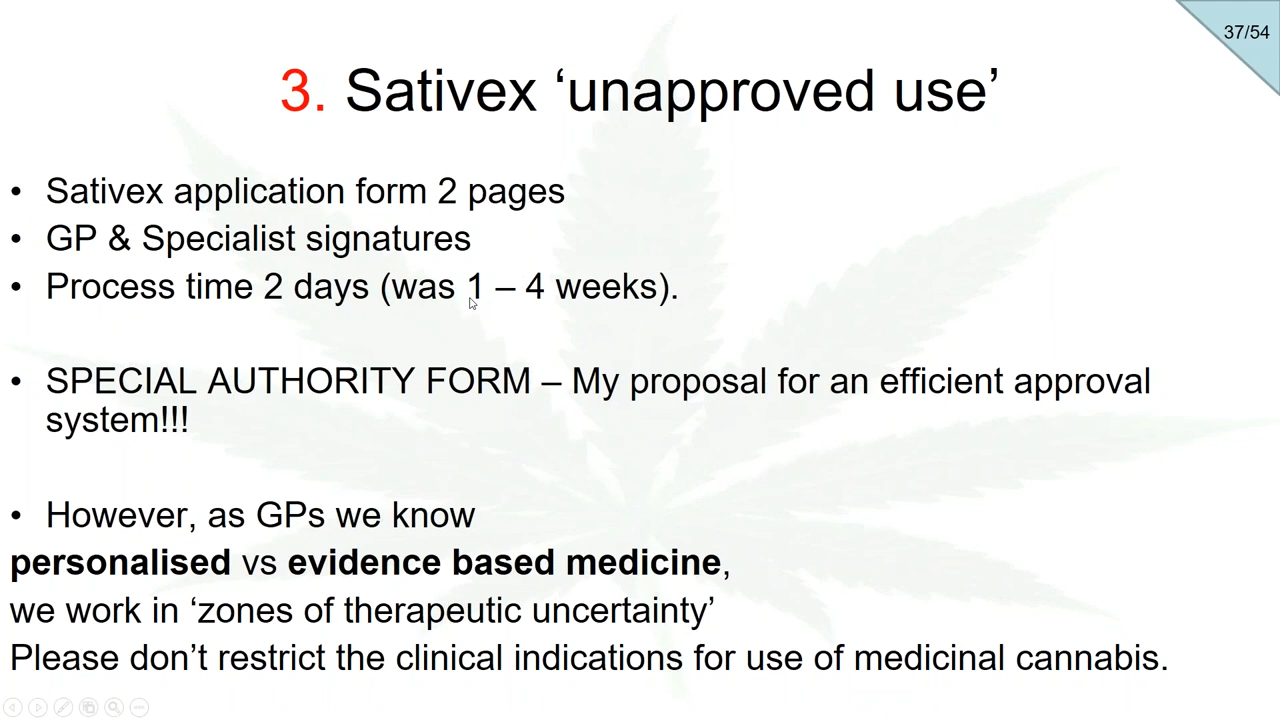 37/54
3. Sativex ‘unapproved use’
• Sativex application form 2 pages
• GP & Specialist signatures
• Process time 2 days (was 1 – 4 weeks).
• SPECIAL AUTHORITY FORM – My proposal for an efficient approval
system!!!
• However, as GPs we know
personalised vs evidence based medicine,
we work in ‘zones of therapeutic uncertainty’
Please don’t restrict the clinical indications for use of medicinal cannabis.